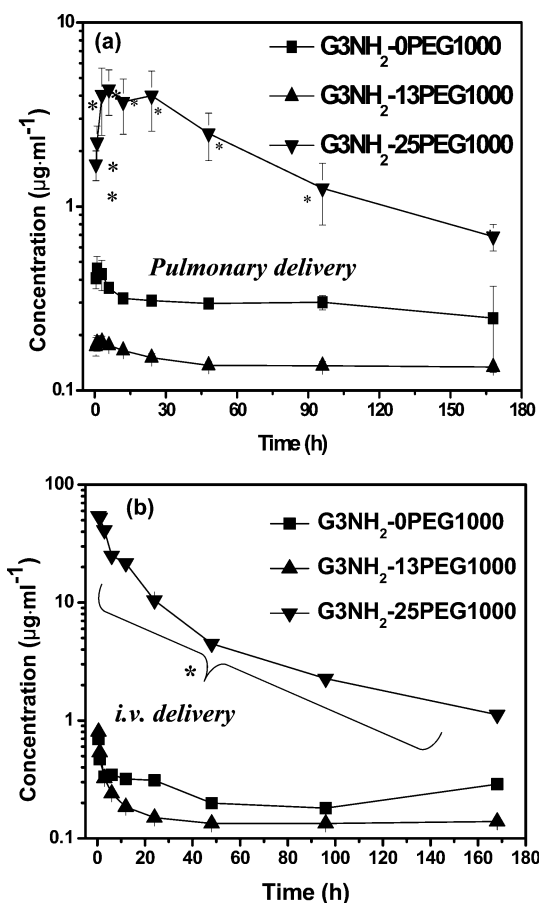 (a)
G3NH2-0PEG1000
G3NH2-13PEG1000
G3NH2-25PEG1000
10
1
0.1
Concentration (μg·ml-1)
*
*
*
*
*
*
*
*
Pulmonary delivery
0 30 60 90 120 150 180
Time (h)
(b)
G3NH2-0PEG1000
G3NH2-13PEG1000
G3NH2-25PEG1000
100
10
1
0.1
Concentration (μg·ml-1)
*
i.v. delivery
0 20 40 60 80 100 120 140 160 180
Time (h)